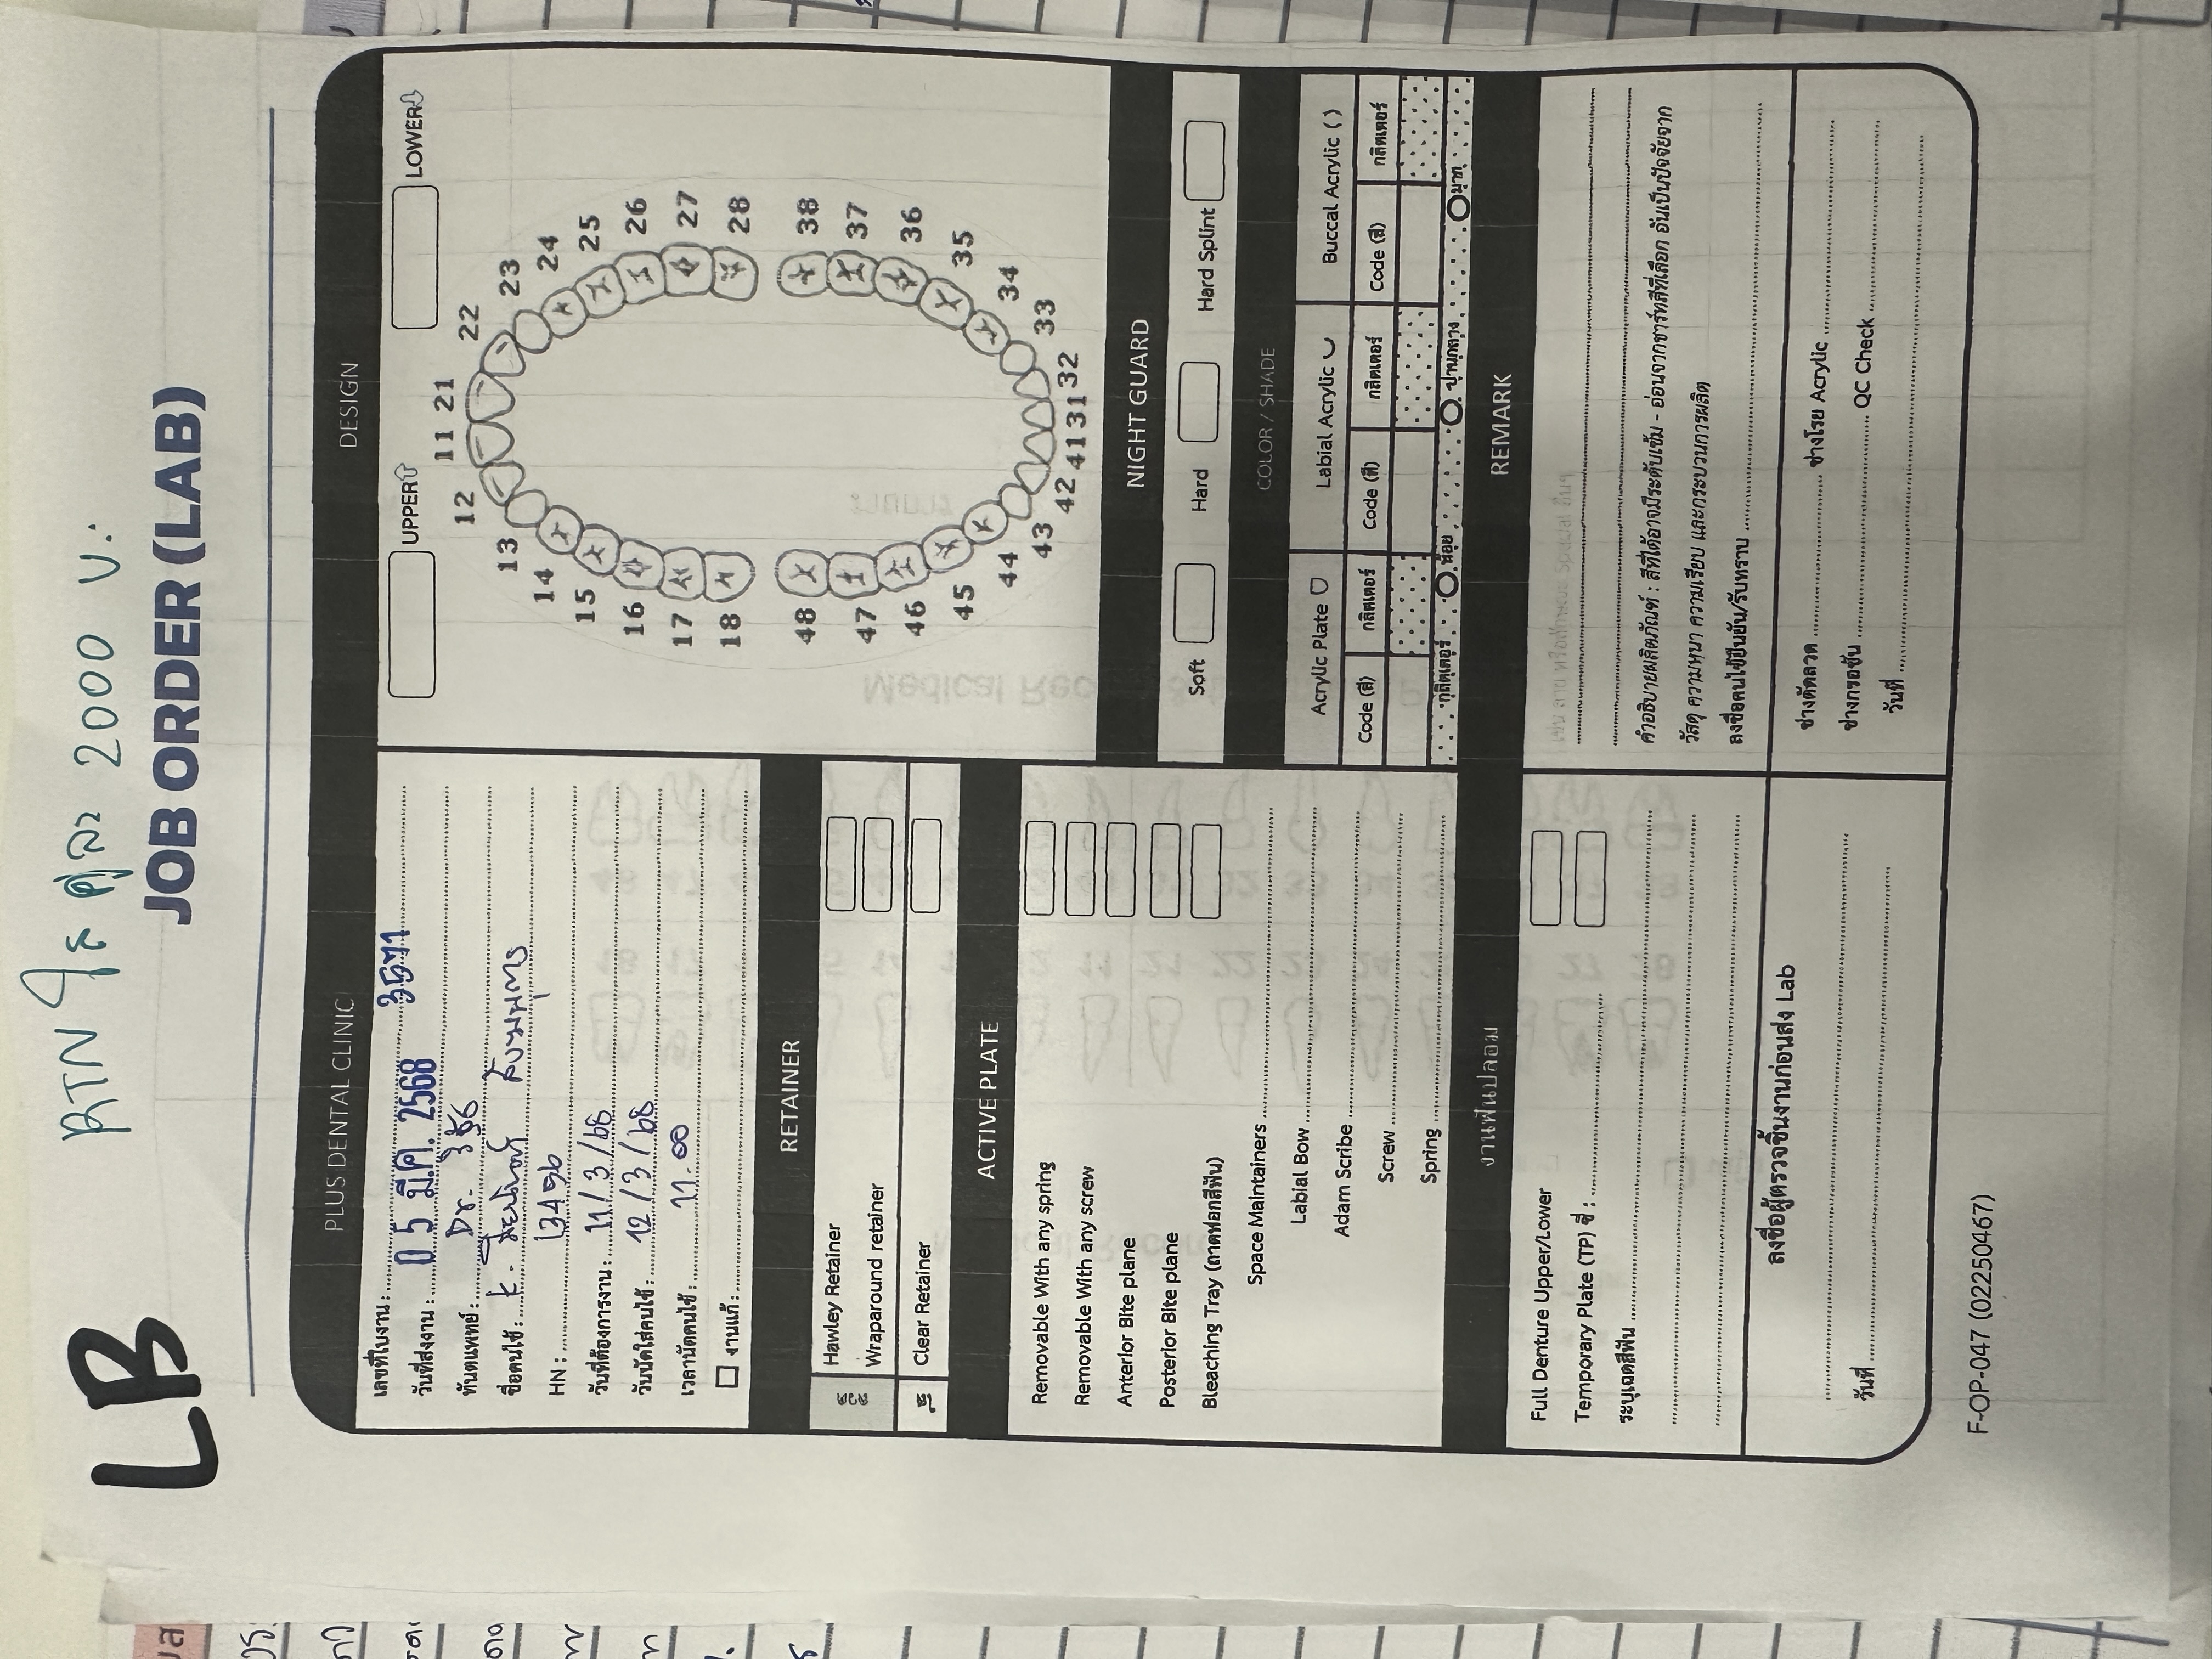 LB
RTN ใส คู่ละ 2000 บ.
JOB ORDER (LAB)
PLUS DENTAL CLINIC
เลขที่ใบงาน : 3571
วันที่ส่งงาน : 05 มี.ค. 2568
ทันตแพทย์ : Dr.
ชื่อคนไข้ : k.
HN : 13496
วันที่ต้องการงาน : 11/3/68
วันนัดใส่คนไข้ : 12/3/68
เวลานัดคนไข้ : 11.00
งานแก้ :
RETAINER
ลวด
Hawley Retainer
Wraparound retainer
ใส
Clear Retainer
ACTIVE PLATE
Removable With any spring
Removable With any screw
Anterior Bite plane
Posterior Bite plane
Bleaching Tray (ถาดฟอกสีฟัน)
Space Maintainers
Labial Bow
Adam Scribe
Screw
Spring
งานฟันปลอม
Full Denture Upper/Lower
Temporary Plate (TP) ซี่ :
ระบุเฉดสีฟัน
ลงชื่อผู้ตรวจชิ้นงานก่อนส่ง Lab
วันที่
DESIGN
UPPER LOWER
11 21
12 22
13 23
14 24
15 25
16 26
17 27
18 28
48 38
47 37
46 36
45 35
44 34
43 33
42 41 31 32
NIGHT GUARD
Soft Hard Hard Splint
COLOR / SHADE
Acrylic Plate Labial Acrylic Buccal Acrylic ( )
Code (สี) กลิตเตอร์ Code (สี) กลิตเตอร์ Code (สี) กลิตเตอร์
กลิตเตอร์ น้อย ปานกลาง มาก
REMARK
เช่น ลาย หรือลักษณะ Special อื่นๆ
คำอธิบายผลิตภัณฑ์ : สีที่ได้อาจมีระดับเข้ม - อ่อนจากชาร์ทสีที่เลือก อันเป็นปัจจัยจาก
วัสดุ ความหนา ความเรียบ และกระบวนการผลิต
ลงชื่อคนไข้ยืนยัน/รับทราบ
ช่างดัดลวด ช่างโรย Acrylic
ช่างกรอขัน QC Check
วันที่
F-OP-047 (02250467)